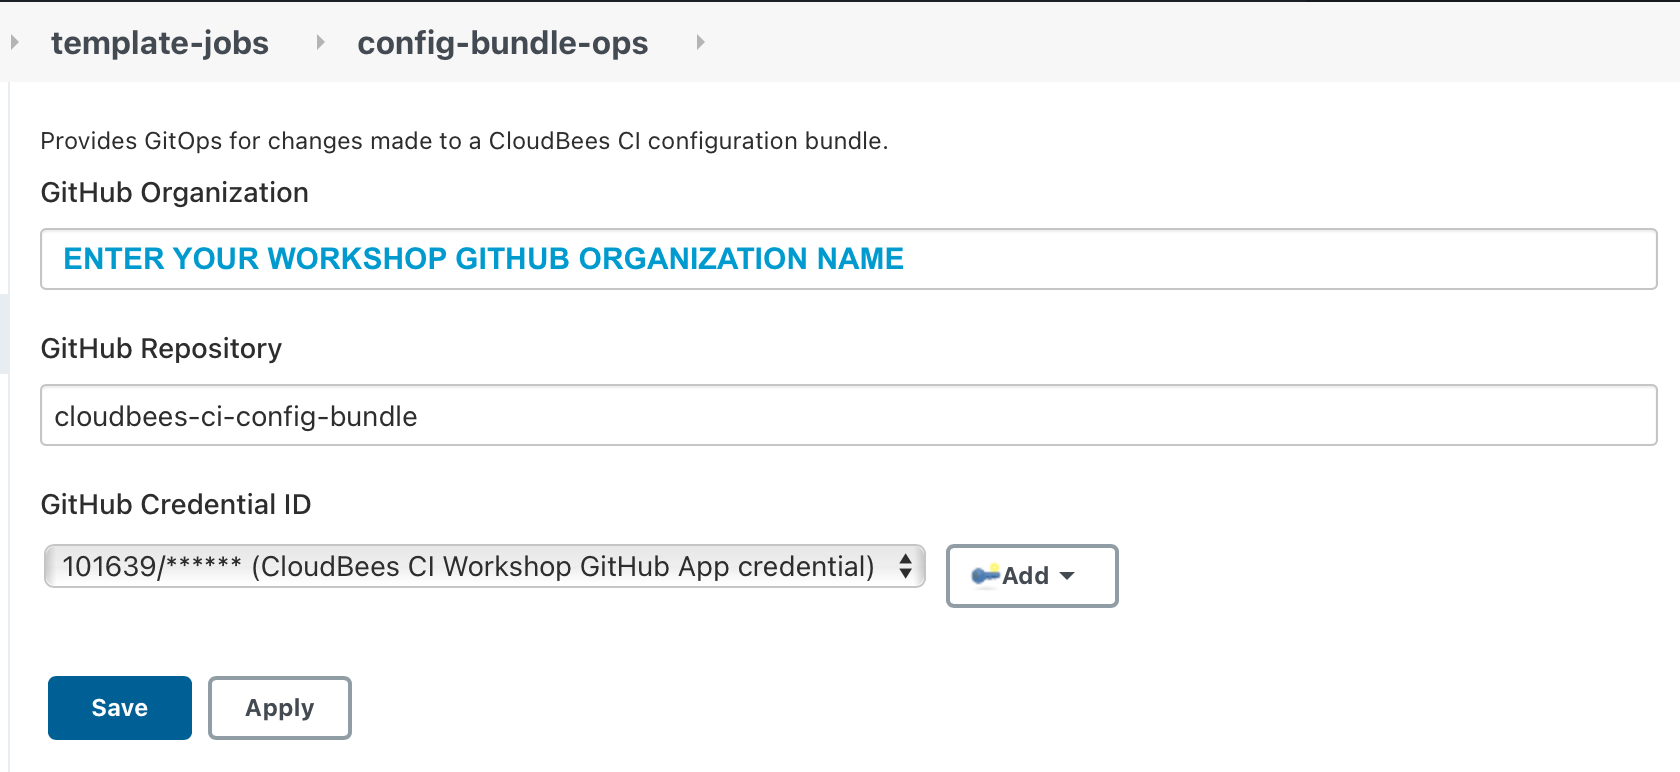 template-jobs config-bundle-ops
Provides GitOps for changes made to a CloudBees CI configuration bundle.
GitHub Organization
ENTER YOUR WORKSHOP GITHUB ORGANIZATION NAME
GitHub Repository
cloudbees-ci-config-bundle
GitHub Credential ID
101639/****** (CloudBees CI Workshop GitHub App credential) Add
Save Apply